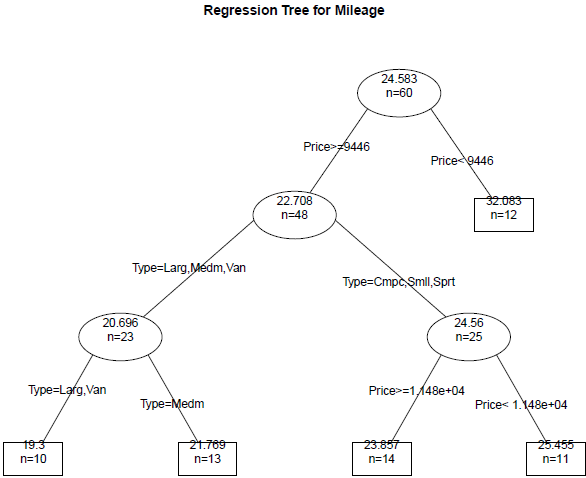 Regression Tree for Mileage
24.583
n=60
Price>=9446
Price< 9446
22.708
n=48
32.083
n=12
Type=Larg,Medm,Van
Type=Cmpc,Smll,Sprt
20.696
n=23
24.56
n=25
Type=Larg,Van
Type=Medm
Price>=1.148e+04
Price< 1.148e+04
19.3
n=10
21.769
n=13
23.857
n=14
25.455
n=11